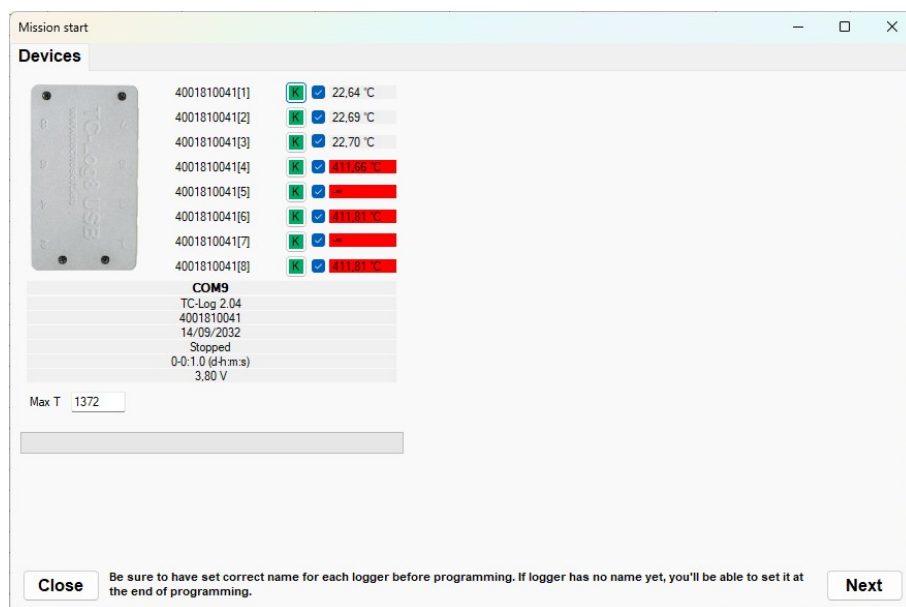 Mission start
Devices
TC-Log8 USB
4001810041[1] K 22,64 °C
4001810041[2] K 22,69 °C
4001810041[3] K 22,70 °C
4001810041[4] K 411,66 °C
4001810041[5] K -∞
4001810041[6] K 411,81 °C
4001810041[7] K -∞
4001810041[8] K 411,81 °C
COM9
TC-Log 2.04
4001810041
14/09/2032
Stopped
0-0:1.0 (d-h:m:s)
3,80 V
Max T 1372
Close
Be sure to have set correct name for each logger before programming. If logger has no name yet, you'll be able to set it at
the end of programming.
Next